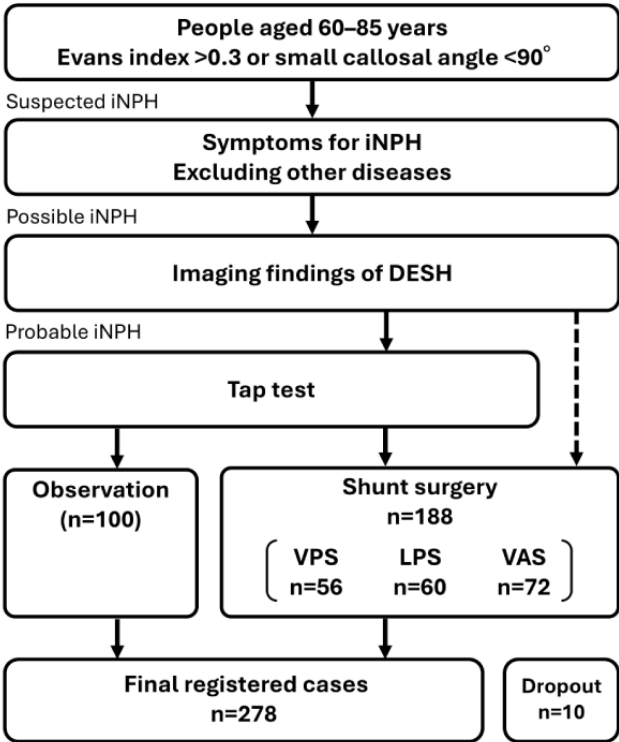 People aged 60–85 years
Evans index >0.3 or small callosal angle <90°
Suspected iNPH
Symptoms for iNPH
Excluding other diseases
Possible iNPH
Imaging findings of DESH
Probable iNPH
Tap test
Observation
(n=100)
Shunt surgery
n=188
VPS LPS VAS
n=56 n=60 n=72
Final registered cases
n=278
Dropout
n=10